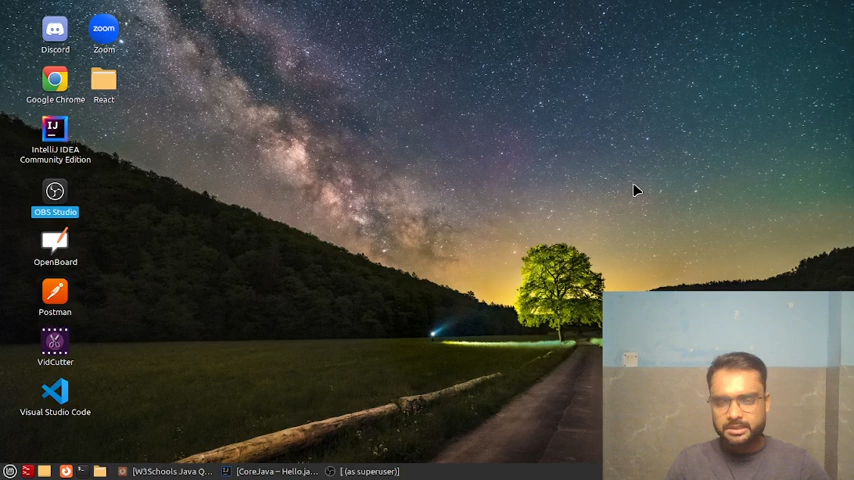 Discord
zoom
Zoom
Google Chrome
React
IJ
IntelliJ IDEA
Community Edition
OBS Studio
OpenBoard
Postman
VidCutter
Visual Studio Code
[W3Schools Java Q...
[CoreJava – Hello.ja...
[ (as superuser)]